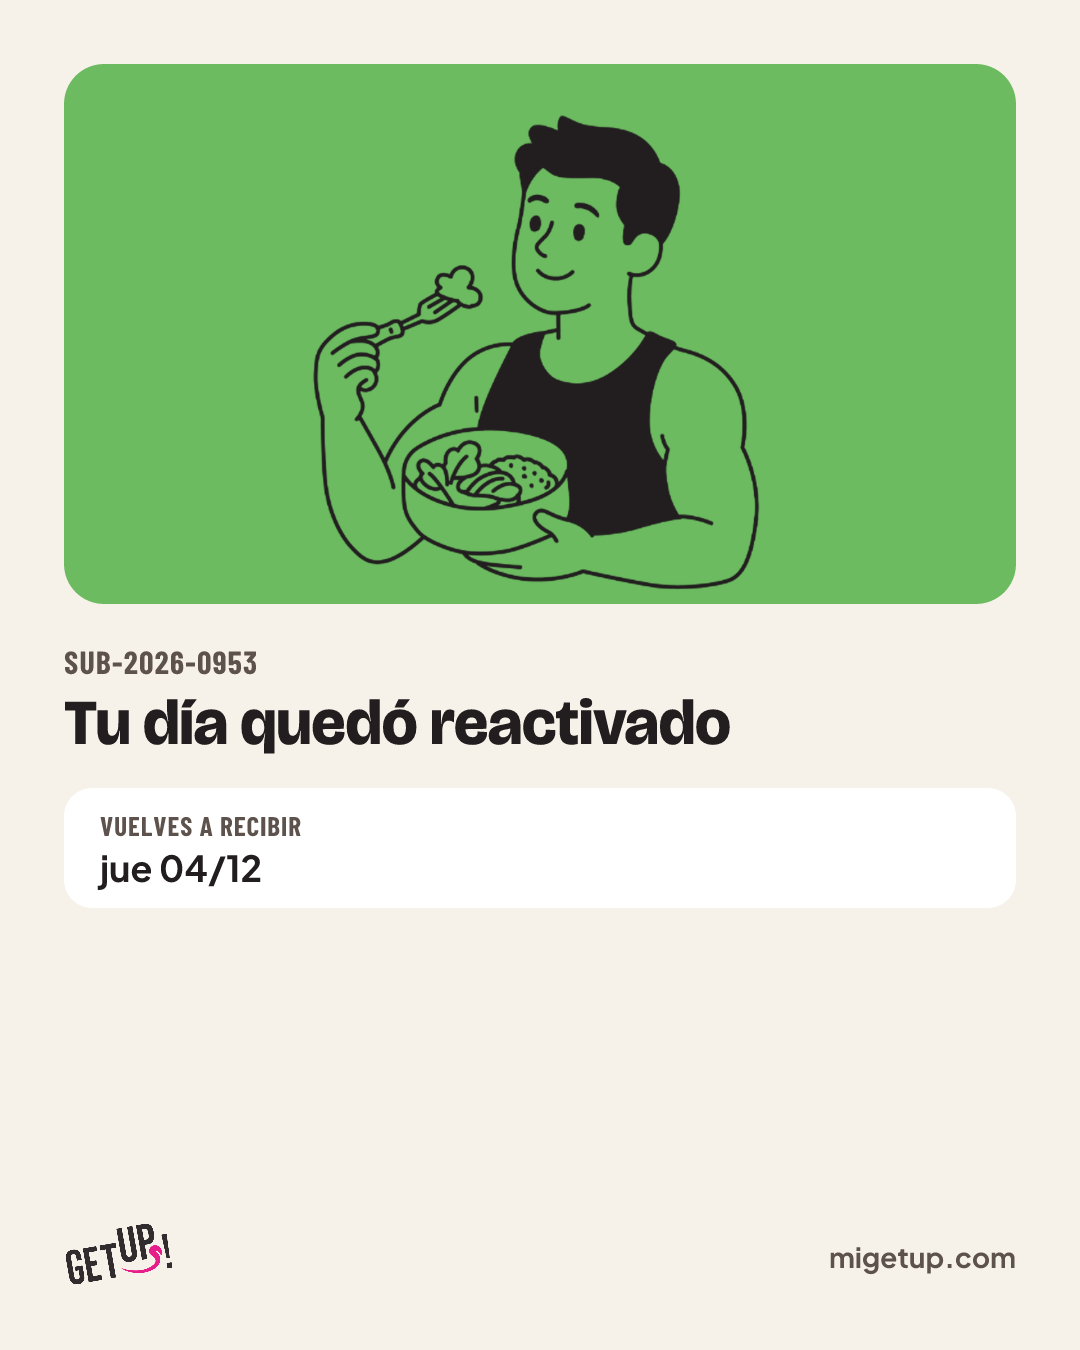 SUB-2026-0953
Tu día quedó reactivado
VUELVES A RECIBIR
jue 04/12
GETUP!
migetup.com